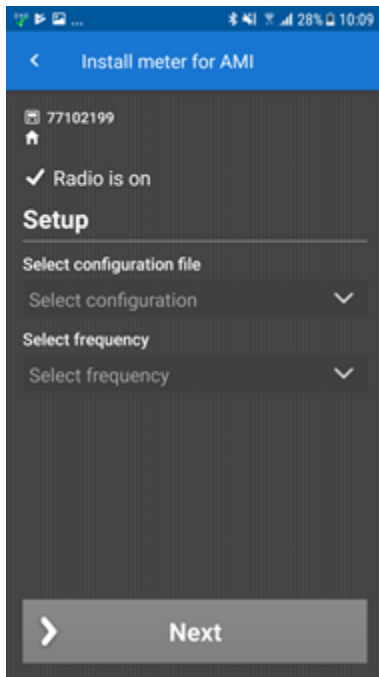 ... 28% 10:09
Install meter for AMI
77102199
Radio is on
Setup
Select configuration file
Select configuration
Select frequency
Select frequency
Next